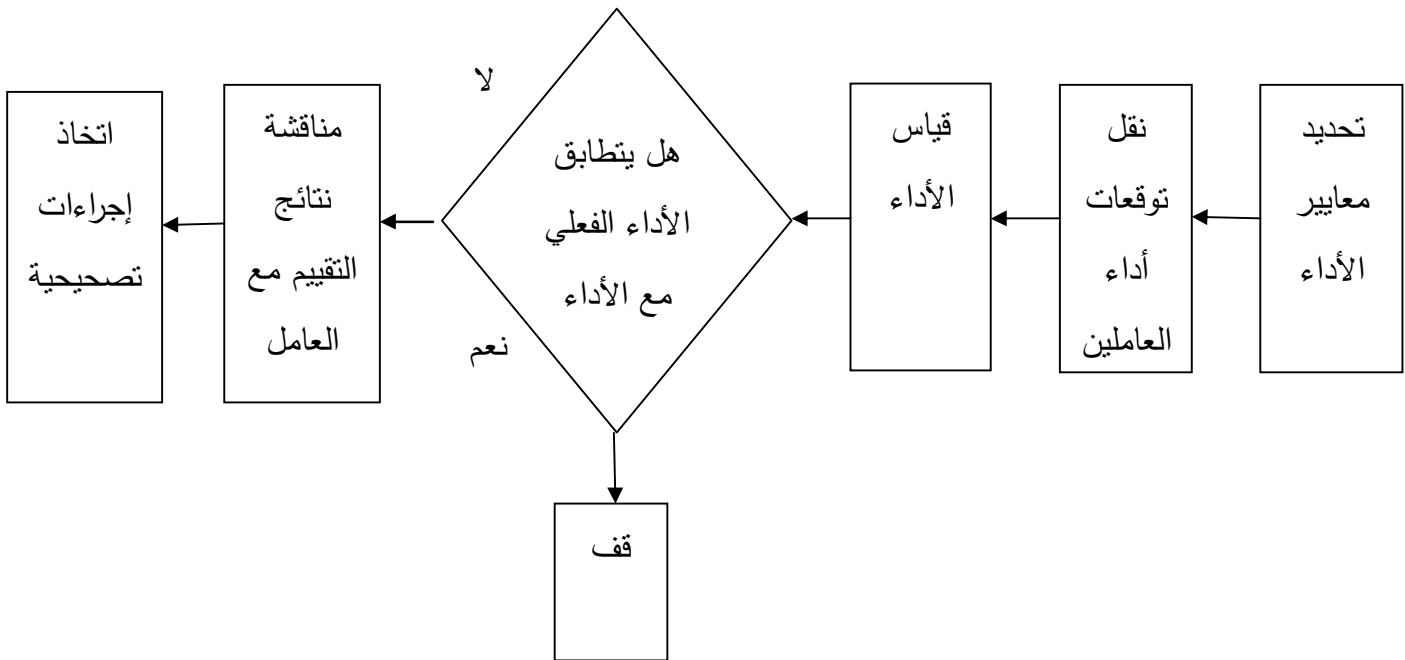 تحديد
معايير
الأداء
نقل
توقعات
أداء
العاملين
قياس
الأداء
هل يتطابق
الأداء الفعلي
مع الأداء
لا
نعم
مناقشة
نتائج
التقييم مع
العامل
اتخاذ
إجراءات
تصحيحية
قف